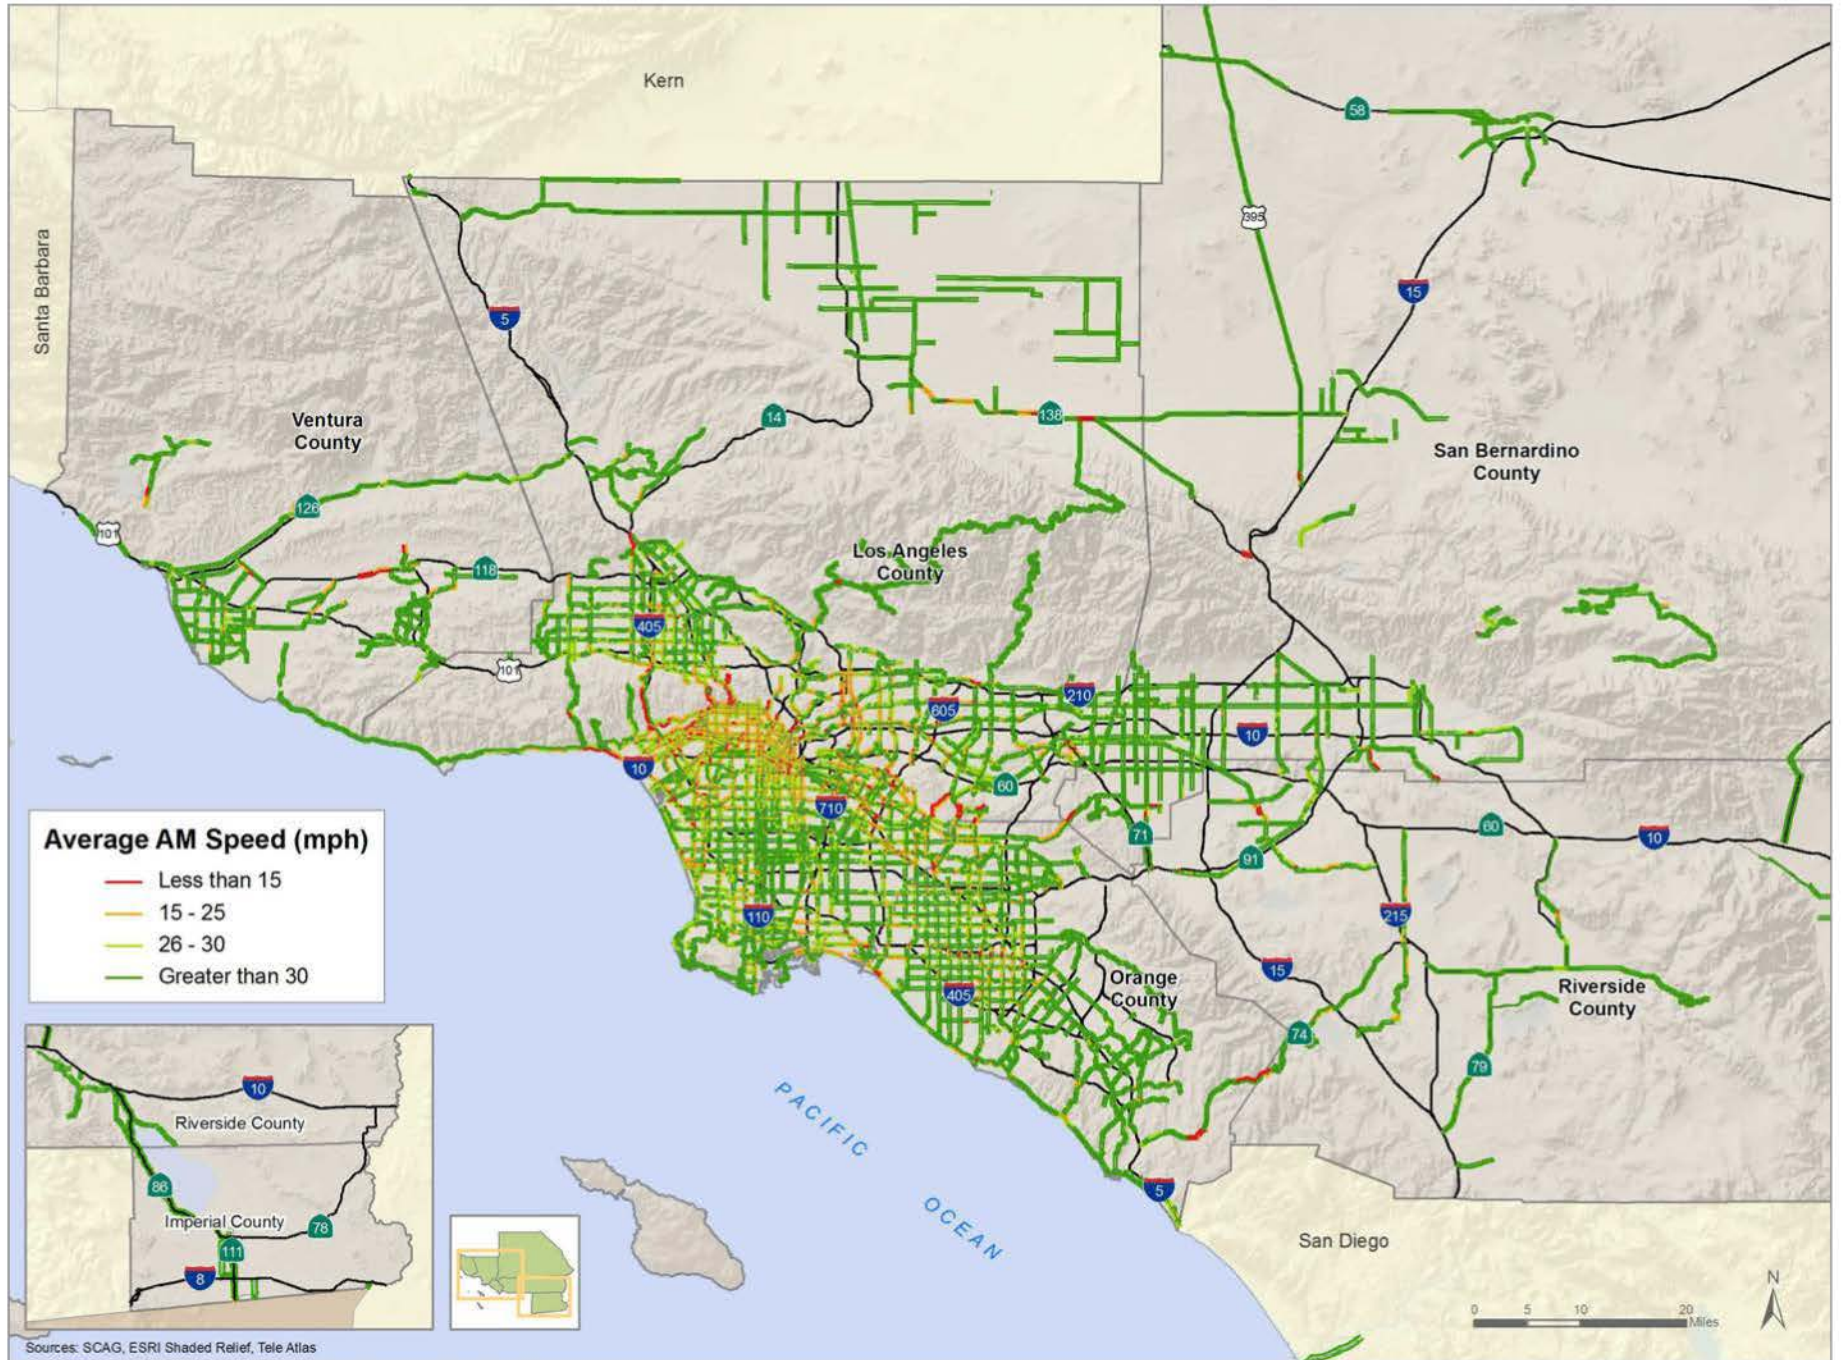 Kern
58
Santa Barbara
395
15
5
Ventura
County
14
138
San Bernardino
County
126
101
118
Los Angeles
County
405
101
210
605
10
10
60
710
71
60
10
91
Average AM Speed (mph)
Less than 15
15 - 25
26 - 30
Greater than 30
110
215
15
405
Orange
County
Riverside
County
74
79
PACIFIC
OCEAN
5
San Diego
10
Riverside County
86
Imperial County
78
111
8
N
0 5 10 20
Miles
Sources: SCAG, ESRI Shaded Relief, Tele Atlas